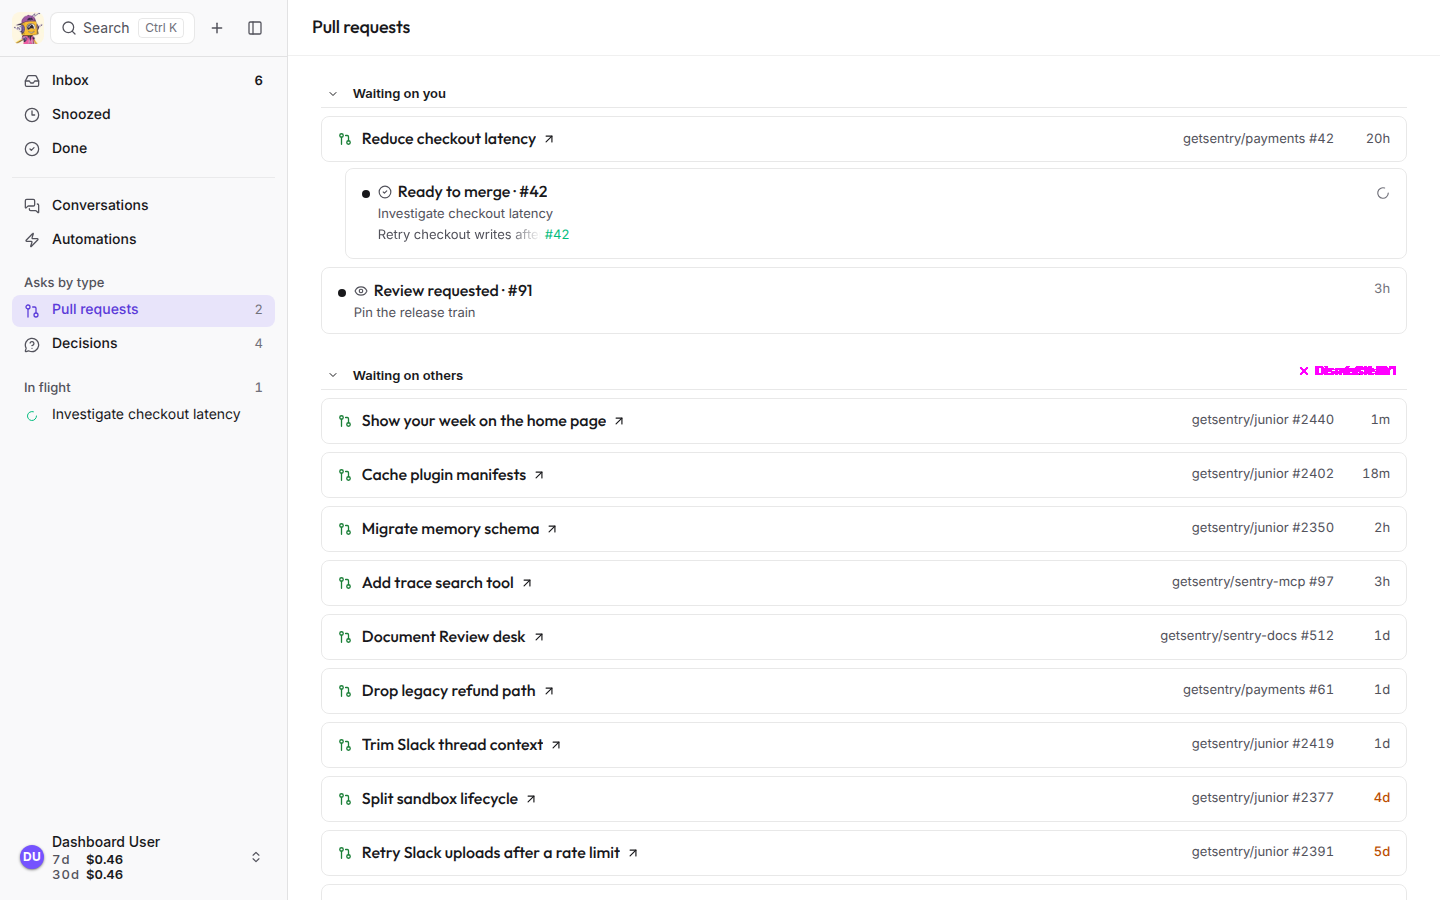 Search Ctrl K
Inbox 6
Snoozed
Done
Conversations
Automations
Asks by type
Pull requests 2
Decisions 4
In flight 1
Investigate checkout latency
DU Dashboard User
7d $0.46
30d $0.46
Pull requests
Waiting on you
Reduce checkout latency getsentry/payments #42 20h
Ready to merge · #42
Investigate checkout latency
Retry checkout writes afte #42
Review requested · #91 3h
Pin the release train
Waiting on others
Show your week on the home page getsentry/junior #2440 1m
Cache plugin manifests getsentry/junior #2402 18m
Migrate memory schema getsentry/junior #2350 2h
Add trace search tool getsentry/sentry-mcp #97 3h
Document Review desk getsentry/sentry-docs #512 1d
Drop legacy refund path getsentry/payments #61 1d
Trim Slack thread context getsentry/junior #2419 1d
Split sandbox lifecycle getsentry/junior #2377 4d
Retry Slack uploads after a rate limit getsentry/junior #2391 5d